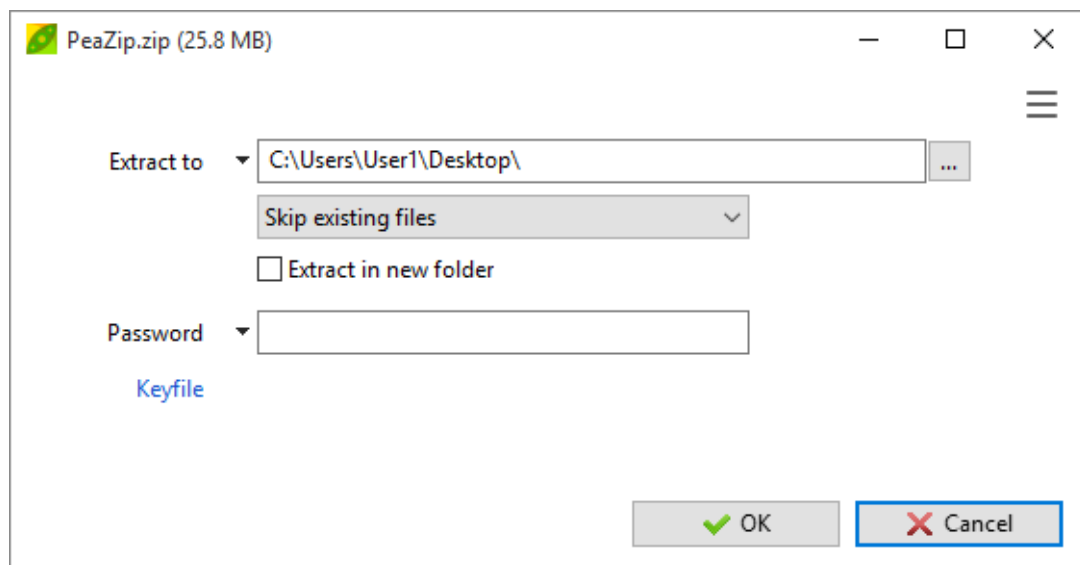 PeaZip.zip (25.8 MB)
Extract to C:\Users\User1\Desktop\ ...
Skip existing files
Extract in new folder
Password
Keyfile
OK Cancel